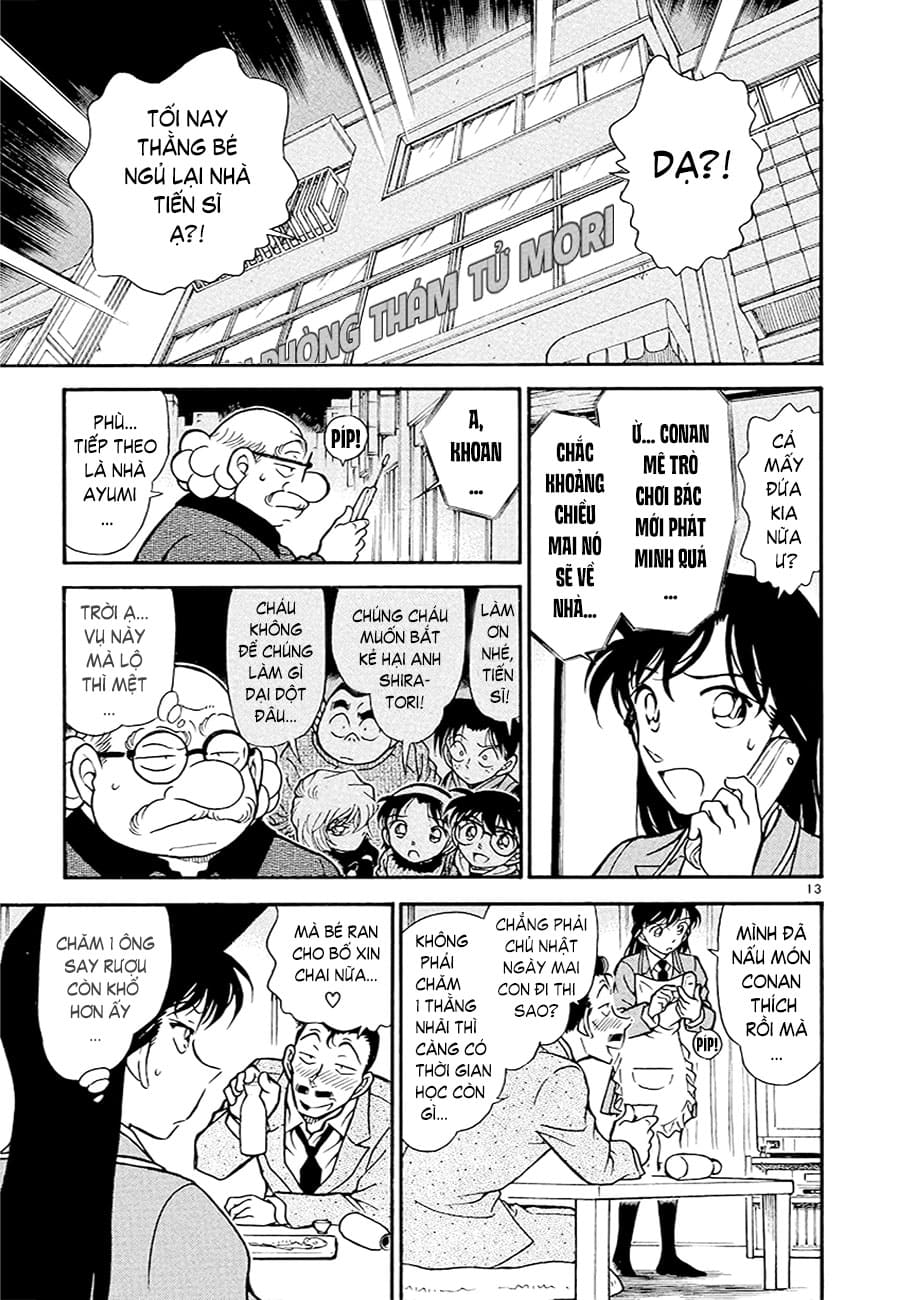 DẠ?!
TỐI NAY
THẰNG BÉ
NGỦ LẠI NHÀ
TIẾN SĨ
Ạ?!
PHÒNG THÁM TỬ MORI
CẢ
MẤY ĐỨA
KIA
NỮA
Ư?
Ừ... CONAN
MÊ TRÒ
CHƠI BÁC
MỚI PHÁT
MINH QUÁ
...
CHẮC
KHOẢNG
CHIỀU
MAI NÓ
SẼ VỀ
NHÀ...
A,
KHOAN
...
PÍP!
PHÙ...
TIẾP THEO
LÀ NHÀ
AYUMI
...
LÀM
ƠN
NHÉ,
TIẾN
SĨ!
CHÚNG CHÁU
MUỐN BẮT
KẺ HẠI ANH
SHIRA-
TORI!
CHÁU
KHÔNG
ĐỂ CHÚNG
LÀM GÌ
DẠI DỘT
ĐÂU...
TRỜI Ạ...
VỤ NÀY
MÀ LỘ
THÌ MỆT
...
13
MÌNH ĐÃ
NẤU MÓN
CONAN
THÍCH
RỒI MÀ
...
PÍP!
CHẲNG PHẢI
CHỦ NHẬT
NGÀY MAI
CON ĐI THI
SAO?
KHÔNG
PHẢI
CHĂM
1 THẰNG
NHÃI THÌ
CÀNG CÓ
THỜI GIAN
HỌC CÒN
GÌ...
MÀ BÉ RAN
CHO BỐ XIN
CHAI NỮA...
♡
CHĂM 1 ÔNG
SAY RƯỢU
CÒN KHỔ
HƠN ẤY
...